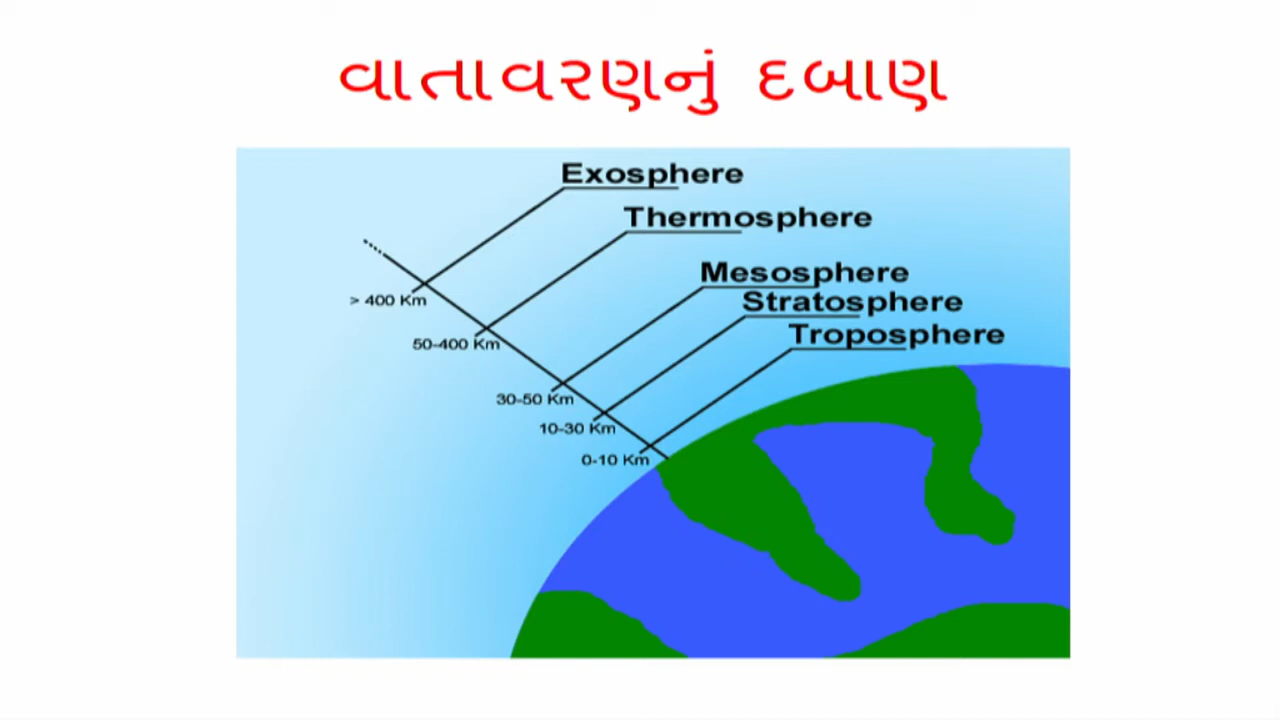 વાતાવરણનું દબાણ
Exosphere
Thermosphere
Mesosphere
Stratosphere
Troposphere
> 400 Km
50-400 Km
30-50 Km
10-30 Km
0-10 Km